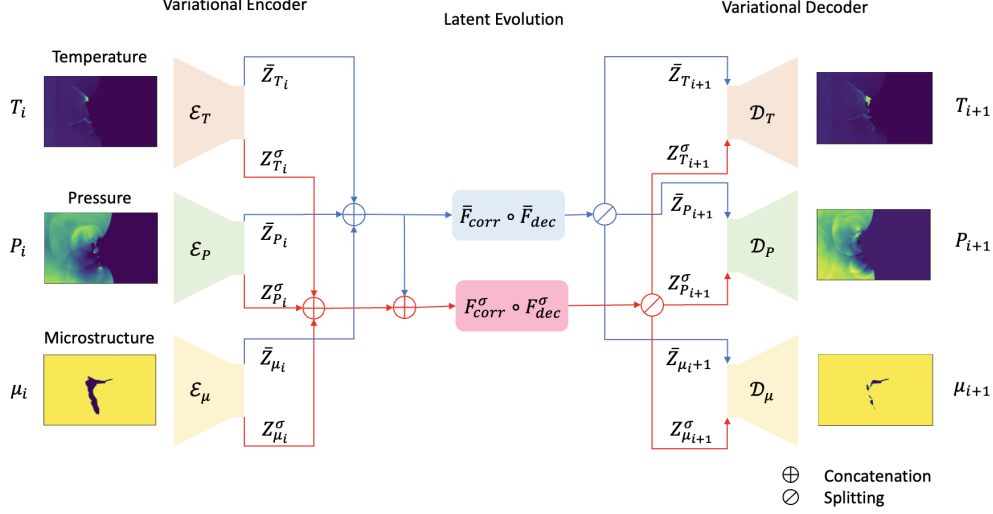 Variational Encoder
Latent Evolution
Variational Decoder
Temperature
T_i
ℰ_T
Z̄_{T_i}
Z^σ_{T_i}
Z̄_{T_{i+1}}
Z^σ_{T_{i+1}}
𝒟_T
T_{i+1}
Pressure
P_i
ℰ_P
Z̄_{P_i}
Z^σ_{P_i}
F̄_{corr} ∘ F̄_{dec}
F^σ_{corr} ∘ F^σ_{dec}
Z̄_{P_{i+1}}
Z^σ_{P_{i+1}}
𝒟_P
P_{i+1}
Microstructure
μ_i
ℰ_μ
Z̄_{μ_i}
Z^σ_{μ_i}
Z̄_{μ_{i+1}}
Z^σ_{μ_{i+1}}
𝒟_μ
μ_{i+1}
⊕ Concatenation
⊘ Splitting